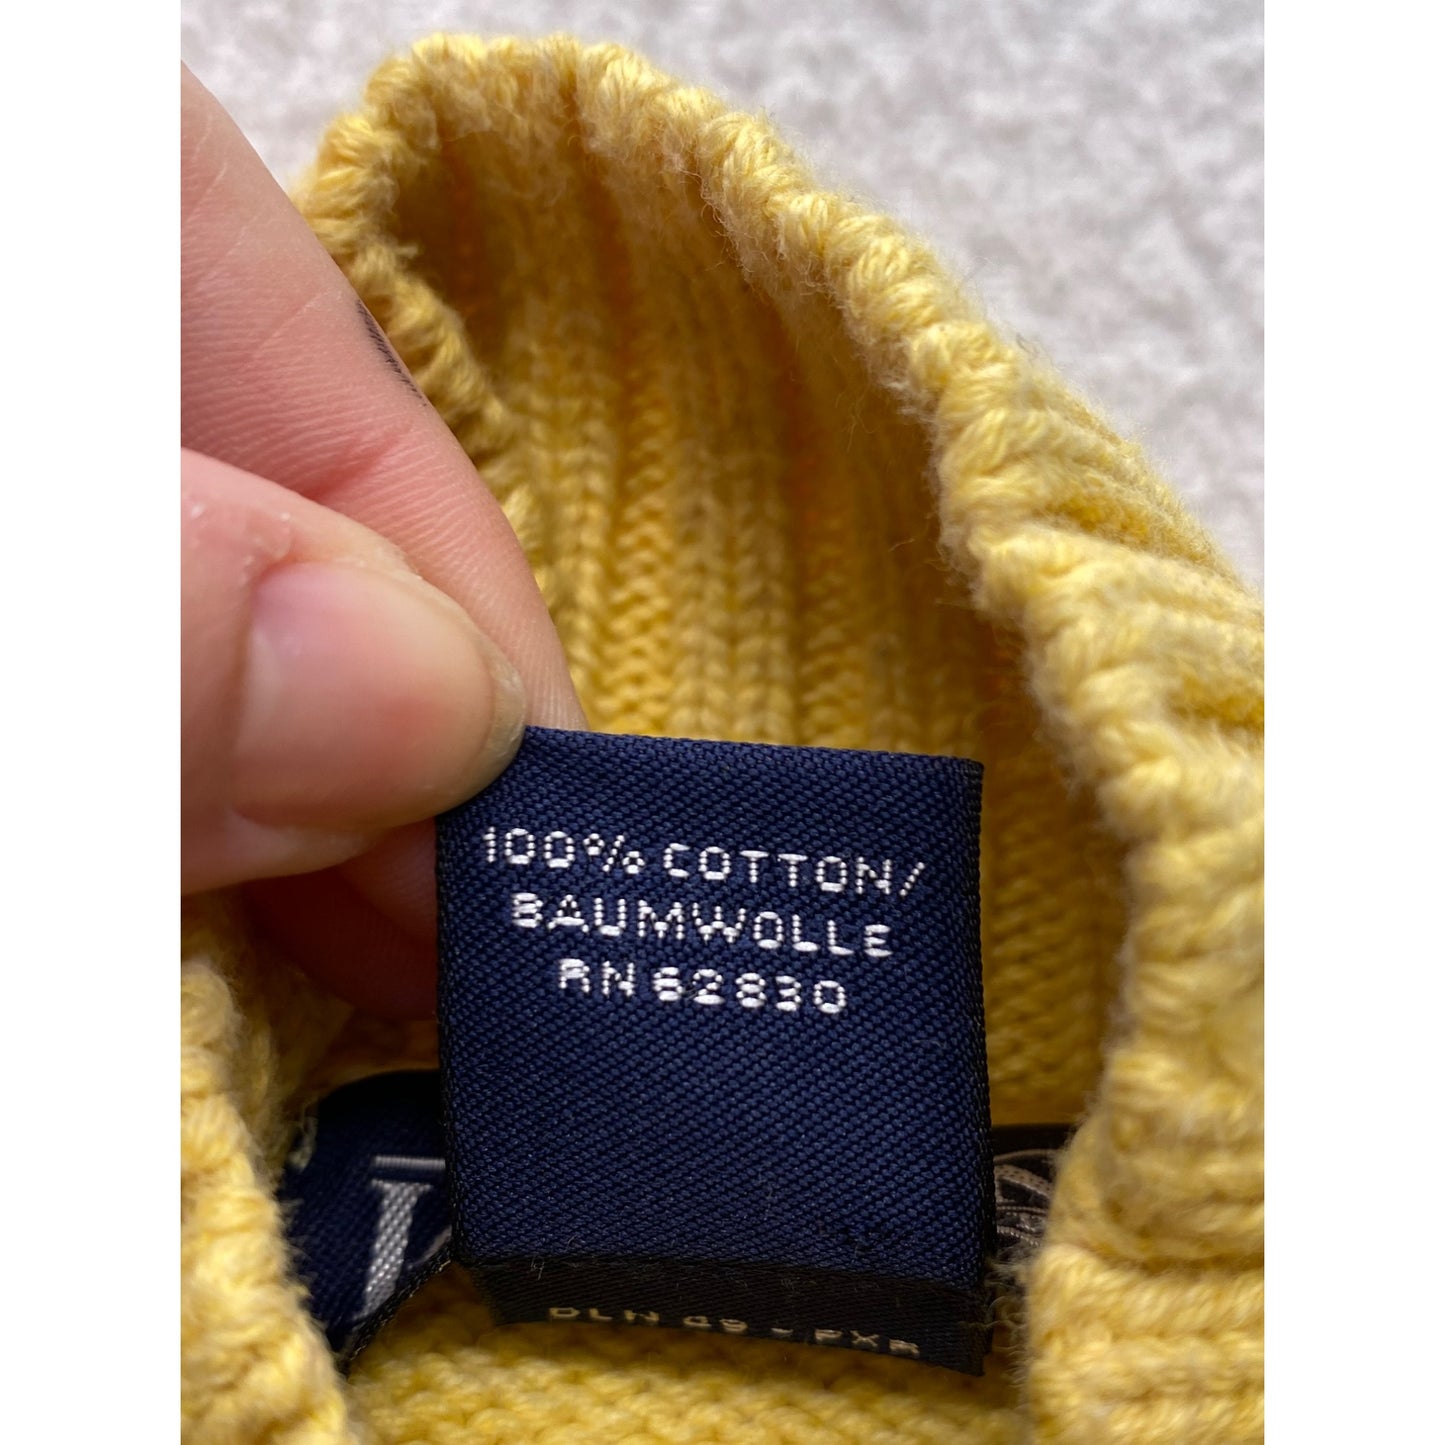 100% COTTON/
BAUMWOLLE
RN 62830